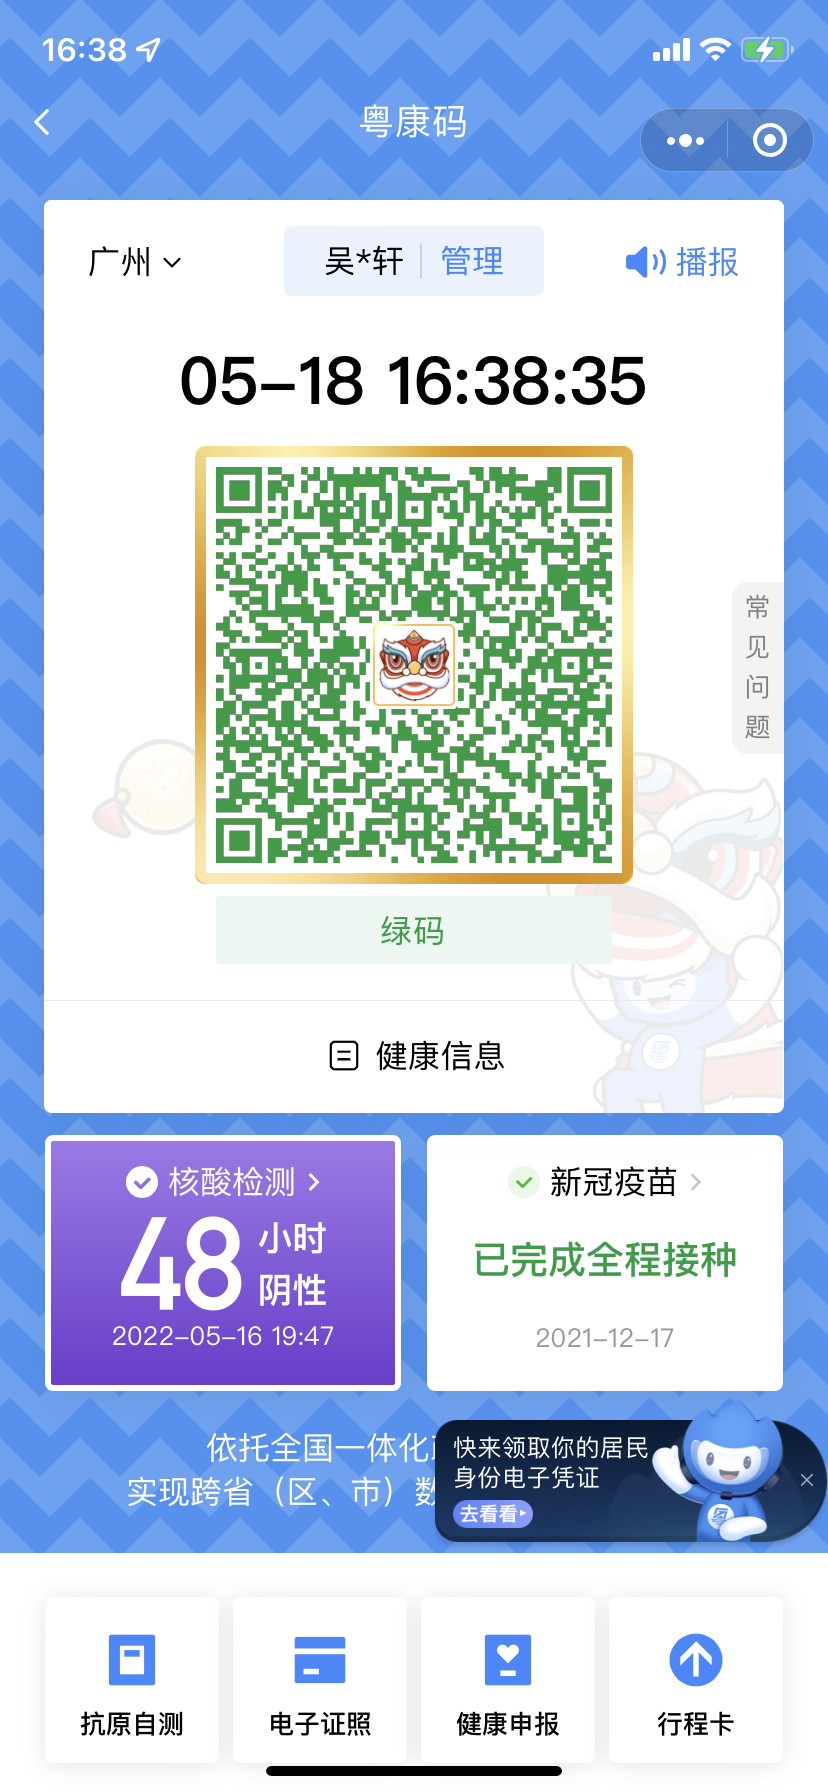 16:38
粤康码
广州
吴*轩 管理
播报
05-18 16:38:35
常见问题
绿码
健康信息
核酸检测
48 小时阴性
2022-05-16 19:47
新冠疫苗
已完成全程接种
2021-12-17
依托全国一体化
实现跨省（区、市）
快来领取你的居民
身份电子凭证
去看看
粤
抗原自测
电子证照
健康申报
行程卡